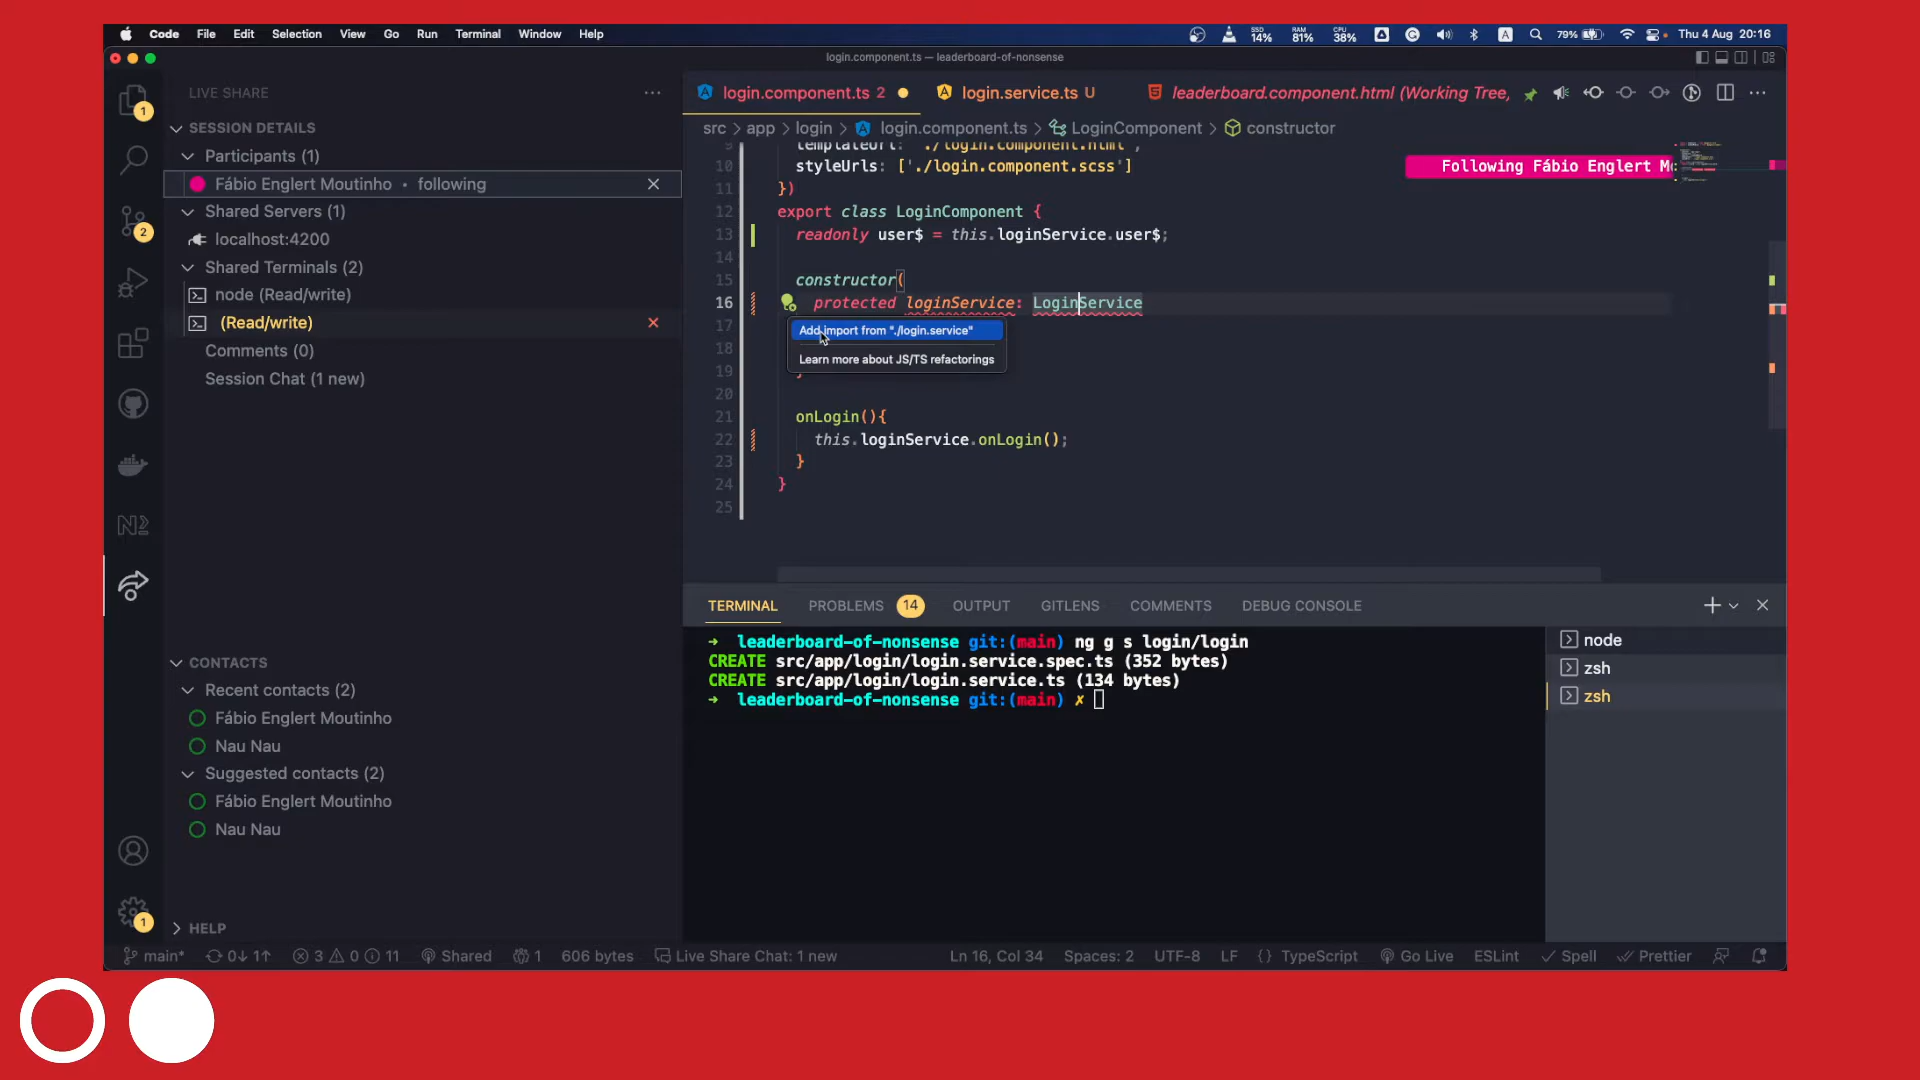 Code File Edit Selection View Go Run Terminal Window Help
SSD 14% RAM 81% CPU 38% A 79% Thu 4 Aug 20:16
login.component.ts — leaderboard-of-nonsense
LIVE SHARE
SESSION DETAILS
Participants (1)
Fábio Englert Moutinho • following
Shared Servers (1)
localhost:4200
Shared Terminals (2)
node (Read/write)
(Read/write)
Comments (0)
Session Chat (1 new)
CONTACTS
Recent contacts (2)
Fábio Englert Moutinho
Nau Nau
Suggested contacts (2)
Fábio Englert Moutinho
Nau Nau
HELP
1
2
1
login.component.ts 2 login.service.ts U leaderboard.component.html (Working Tree,
src > app > login > login.component.ts > LoginComponent > constructor
Following Fábio Englert M
9 templateUrl: './login.component.html',
10 styleUrls: ['./login.component.scss']
11 })
12 export class LoginComponent {
13 readonly user$ = this.loginService.user$;
14
15 constructor(
16 protected loginService: LoginService
17
Add import from "./login.service"
18
Learn more about JS/TS refactorings
19 }
20
21 onLogin(){
22 this.loginService.onLogin();
23 }
24 }
25
TERMINAL PROBLEMS 14 OUTPUT GITLENS COMMENTS DEBUG CONSOLE
➜ leaderboard-of-nonsense git:(main) ng g s login/login
CREATE src/app/login/login.service.spec.ts (352 bytes)
CREATE src/app/login/login.service.ts (134 bytes)
➜ leaderboard-of-nonsense git:(main) ✗
node
zsh
zsh
main* 0↓ 1↑ 3 0 11 Shared 1 606 bytes Live Share Chat: 1 new Ln 16, Col 34 Spaces: 2 UTF-8 LF {} TypeScript Go Live ESLint Spell Prettier